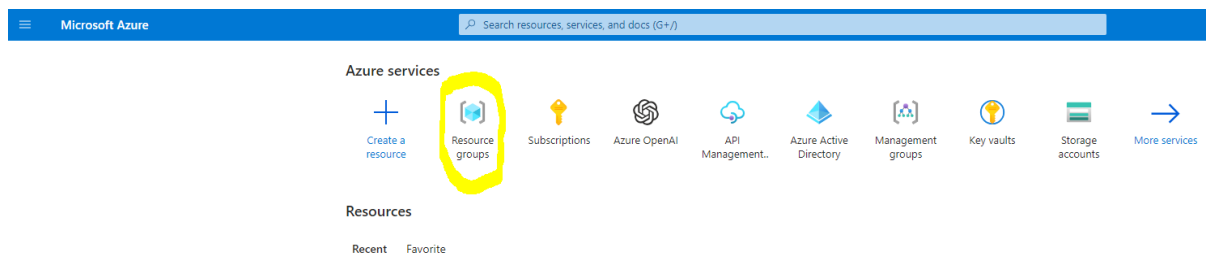 Microsoft Azure
Search resources, services, and docs (G+/)
Azure services
Create a resource
Resource groups
Subscriptions
Azure OpenAI
API Management..
Azure Active Directory
Management groups
Key vaults
Storage accounts
More services
Resources
Recent Favorite